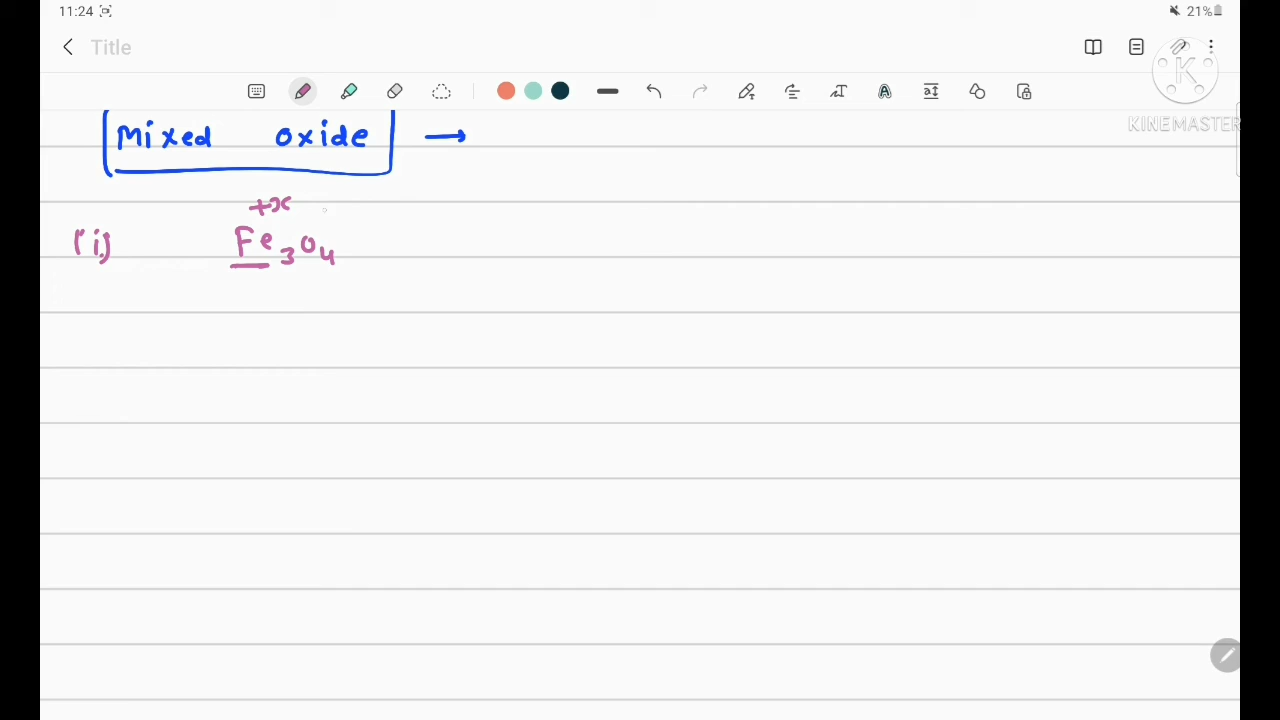 11:24 21%
Title
K
KINEMASTER
Mixed oxide →
+x
(i) Fe₃O₄